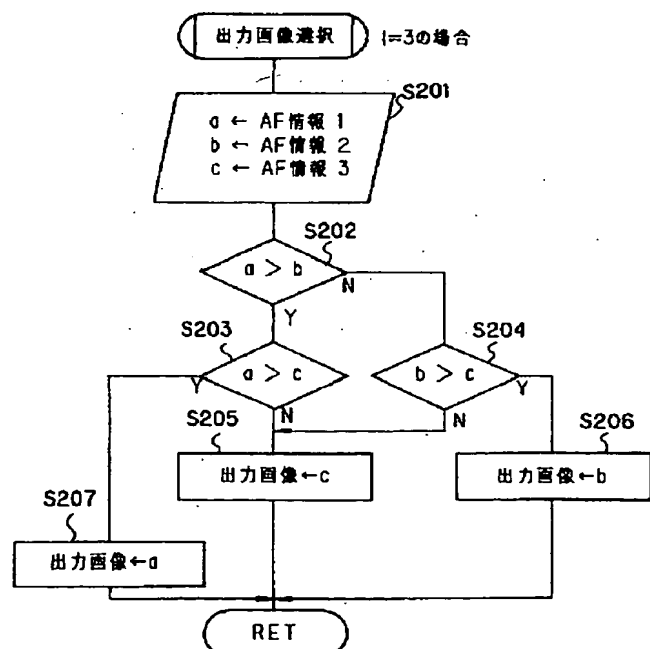 出力画像選択
i=3の場合
S201
a ← AF情報 1
b ← AF情報 2
c ← AF情報 3
S202
a > b
N
Y
S203
a > c
Y
N
S204
b > c
Y
N
S205
出力画像←c
S206
出力画像←b
S207
出力画像←a
RET